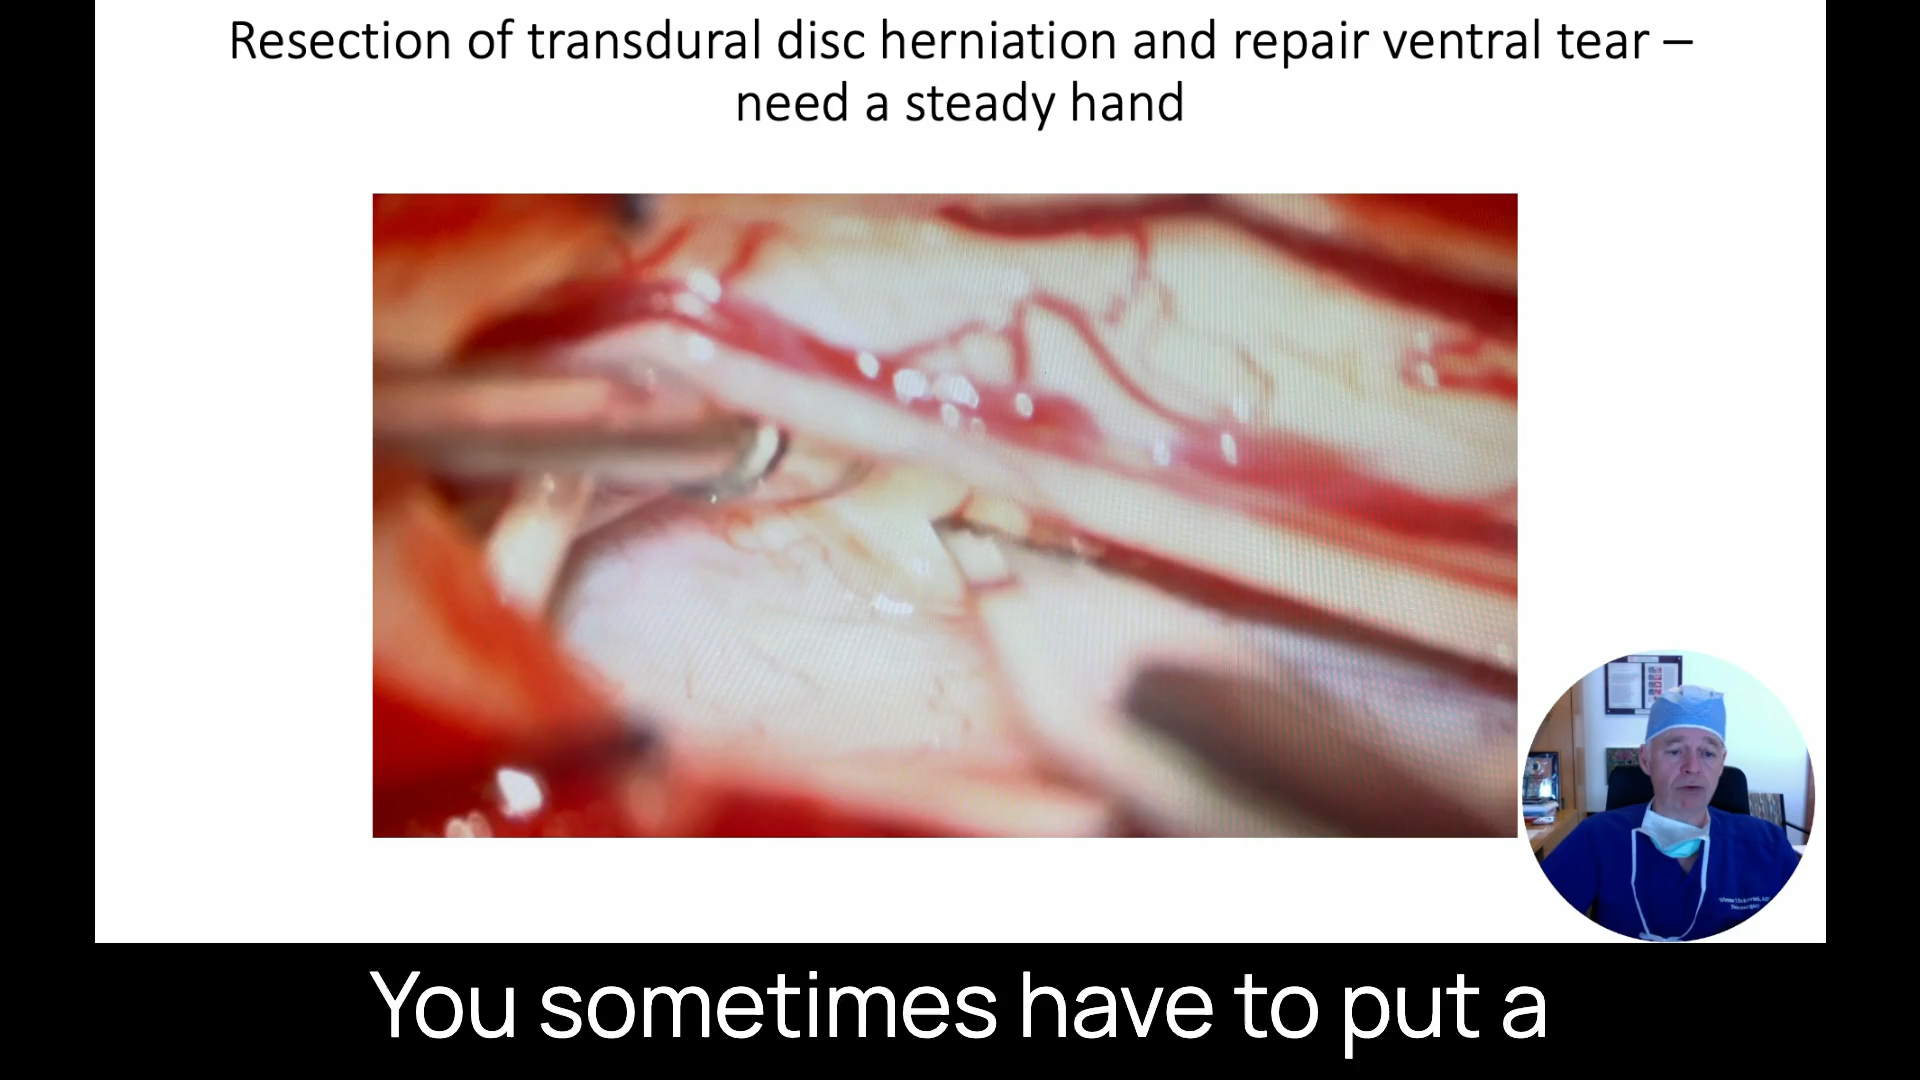 Resection of transdural disc herniation and repair ventral tear –
need a steady hand
You sometimes have to put a